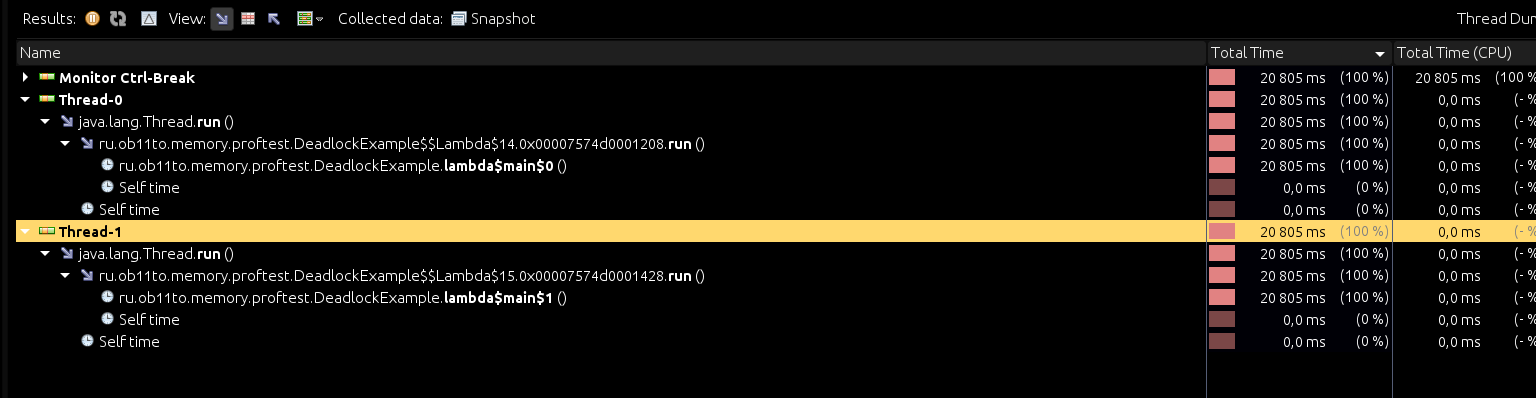 Results: View: Collected data: Snapshot Thread Dur
Name Total Time Total Time (CPU)
Monitor Ctrl-Break 20 805 ms (100 %) 20 805 ms (100 %
Thread-0 20 805 ms (100 %) 0,0 ms (- %
java.lang.Thread.run () 20 805 ms (100 %) 0,0 ms (- %
ru.ob11to.memory.proftest.DeadlockExample$$Lambda$14.0x00007574d0001208.run () 20 805 ms (100 %) 0,0 ms (- %
ru.ob11to.memory.proftest.DeadlockExample.lambda$main$0 () 20 805 ms (100 %) 0,0 ms (- %
Self time 0,0 ms (0 %) 0,0 ms (- %
Self time 0,0 ms (0 %) 0,0 ms (- %
Thread-1 20 805 ms (100 %) 0,0 ms (- %
java.lang.Thread.run () 20 805 ms (100 %) 0,0 ms (- %
ru.ob11to.memory.proftest.DeadlockExample$$Lambda$15.0x00007574d0001428.run () 20 805 ms (100 %) 0,0 ms (- %
ru.ob11to.memory.proftest.DeadlockExample.lambda$main$1 () 20 805 ms (100 %) 0,0 ms (- %
Self time 0,0 ms (0 %) 0,0 ms (- %
Self time 0,0 ms (0 %) 0,0 ms (- %